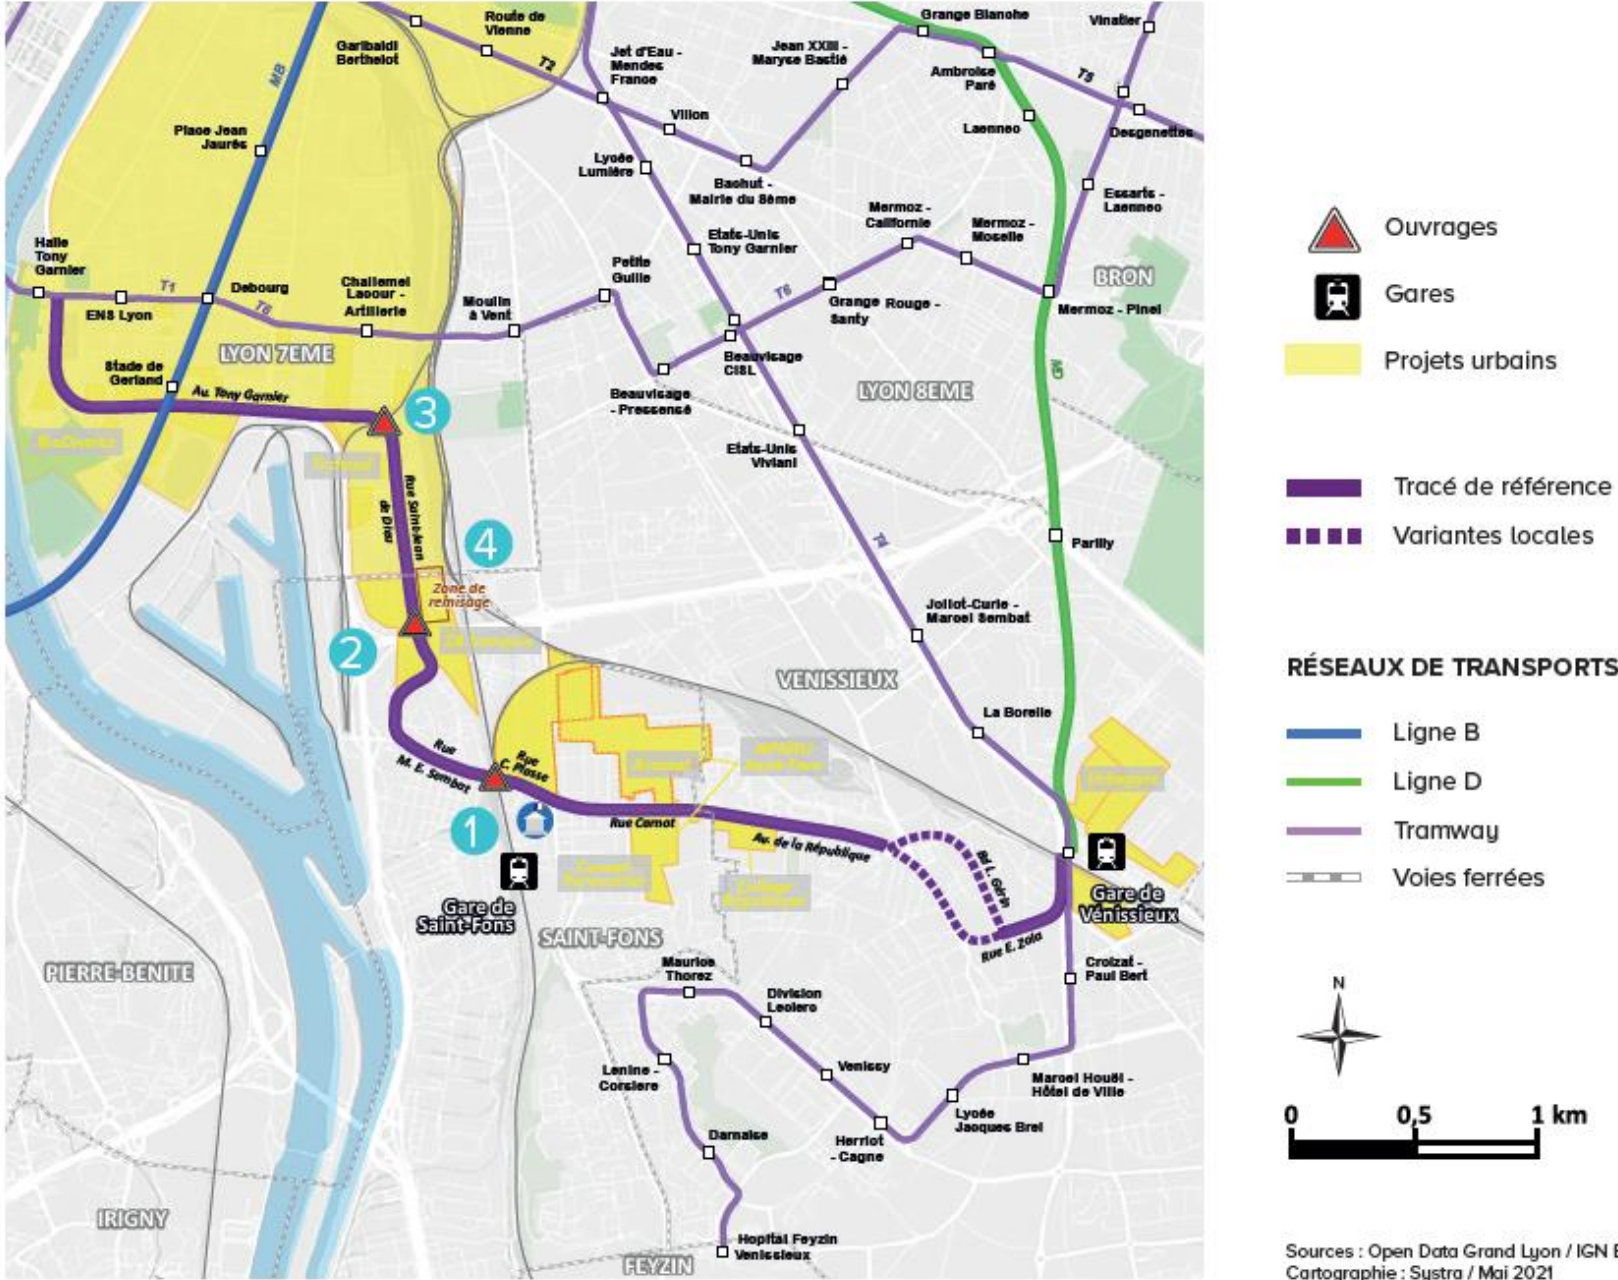 Route de
Vienne
Garibaldi
Berthelot
MB
T2
Jet d'Eau -
Mendes
France
Jean XXIII -
Maryse Bastié
Grange Blanche
Vinatier
Ambroise
Paré
T5
Desgenettes
Laennec
Villon
Place Jean
Jaurès
Lycée
Lumière
Bachut -
Mairie du 8ème
Essarts -
Laennec
Mermoz -
Californie
Mermoz -
Moselle
Etats-Unis
Tony Garnier
Halle
Tony
Garnier
Petite
Guille
BRON
T1
Debourg
T6
ENS Lyon
Challemel
Lacour -
Artillerie
Moulin
à Vent
T6
Grange Rouge -
Santy
Mermoz - Pinel
LYON 7EME
Stade de
Gerland
Av. Tony Garnier
Beauvisage
CISL
MD
LYON 8EME
Beauvisage
- Pressensé
3
Etats-Unis
Viviani
Rue Saint-Jean
de Dieu
4
T4
Parilly
Zone de
remisage
Joliot-Curie -
Marcel Sembat
2
VENISSIEUX
La Borelle
Rue
M. E. Sembat
Rue
C. Plasse
1
Rue Carnot
Av. de la République
Bd L. Gérin
Rue E. Zola
Gare de
Vénissieux
Gare de
Saint-Fons
SAINT-FONS
PIERRE-BENITE
Maurice
Thorez
Croizat -
Paul Bert
Division
Leclerc
Lenine -
Corsiere
Venissy
Marcel Houël -
Hôtel de Ville
Lycée
Jacques Brel
Darnaise
Herriot
- Cagne
IRIGNY
Hopital Feyzin
Venissieux
FEYZIN
Ouvrages
Gares
Projets urbains
Tracé de référence
Variantes locales
RÉSEAUX DE TRANSPORTS
Ligne B
Ligne D
Tramway
Voies ferrées
N
0 0,5 1 km
Sources : Open Data Grand Lyon / IGN
Cartographie : Systra / Mai 2021